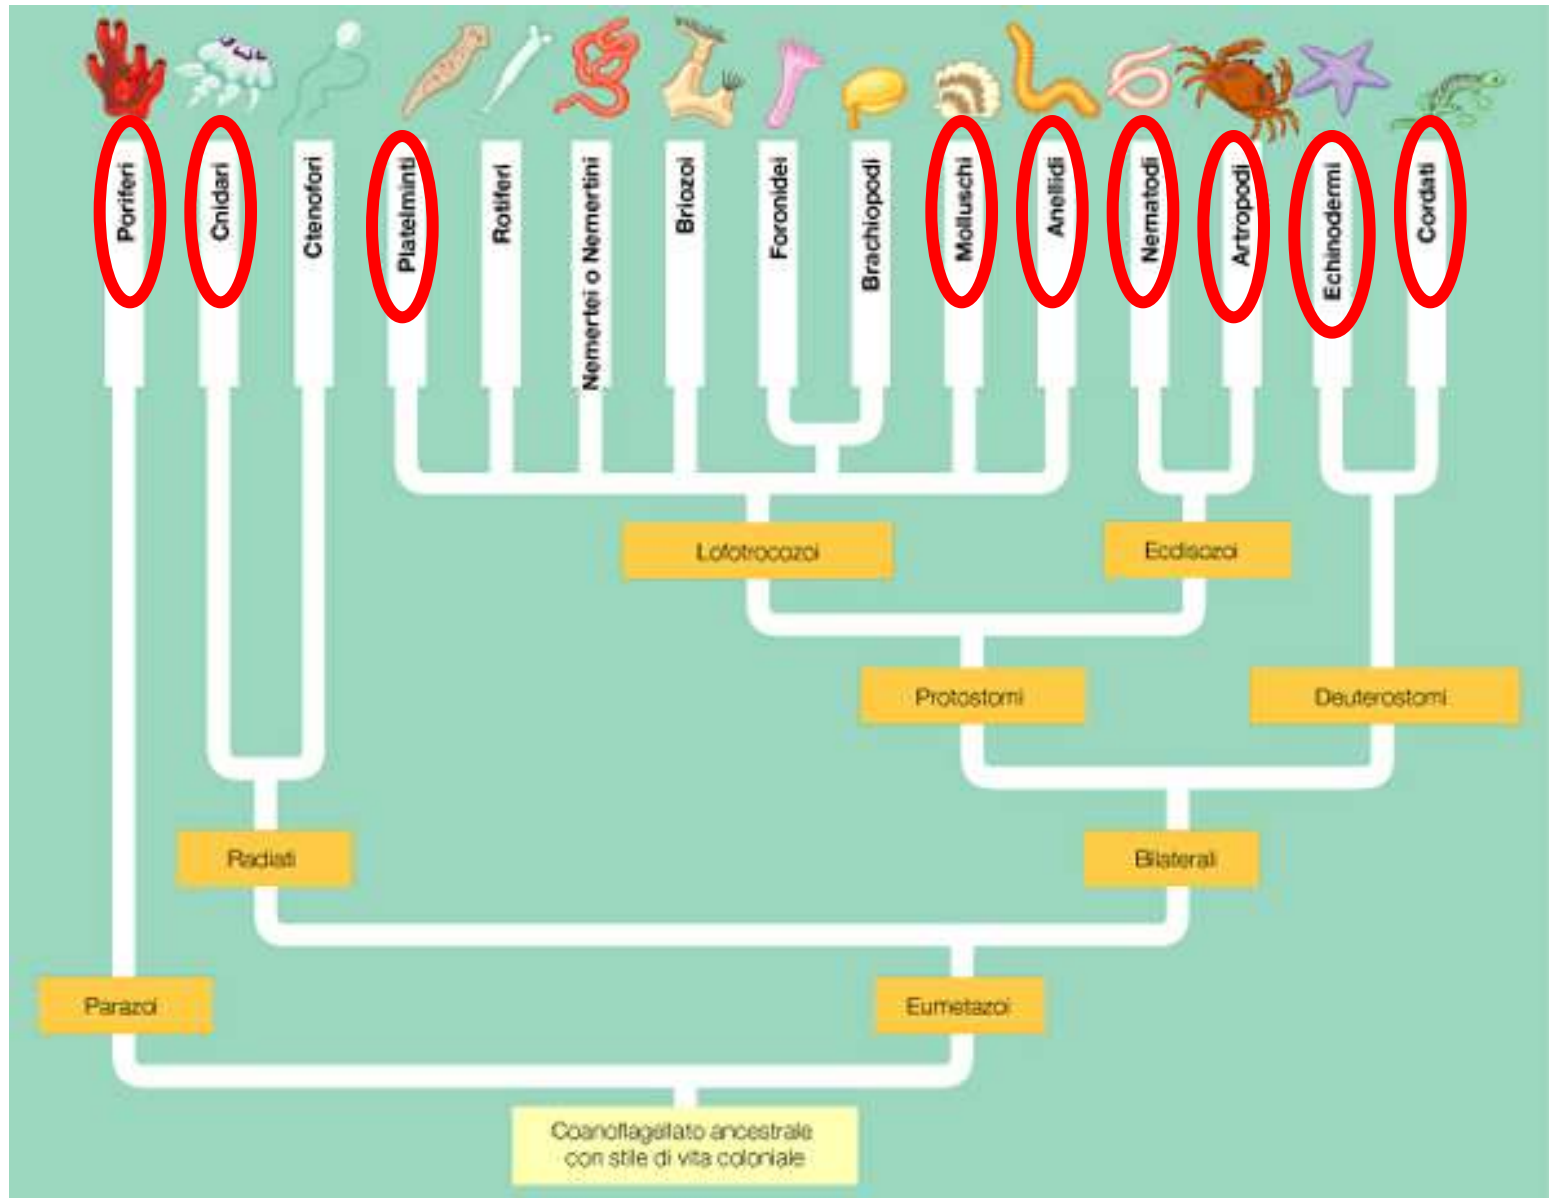 Poriferi
Cnidari
Ctenofori
Platelminti
Rotiferi
Nemertei o Nemertini
Briozoi
Foronidei
Brachiopodi
Molluschi
Anellidi
Nematodi
Artropodi
Echinodermi
Cordati
Lofotrocozoi
Ecdisozoi
Protostomi
Deuterostomi
Radiati
Bilaterali
Parazoi
Eumetazoi
Coanoflagellato ancestrale
con stile di vita coloniale